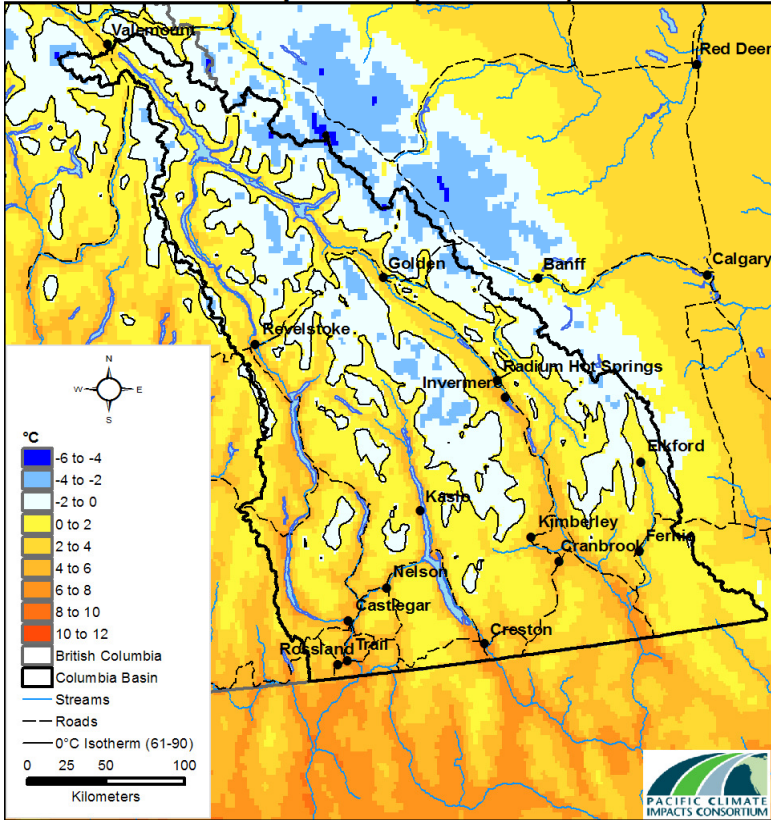 Valemount
Red Deer
Golden
Banff
Calgary
Revelstoke
Radium Hot Springs
Invermere
Elkford
Kaslo
Kimberley
Cranbrook
Fernie
Nelson
Castlegar
Creston
Rossland
Trail
N
W
E
S
°C
-6 to -4
-4 to -2
-2 to 0
0 to 2
2 to 4
4 to 6
6 to 8
8 to 10
10 to 12
British Columbia
Columbia Basin
Streams
Roads
0°C Isotherm (61-90)
0 25 50 100
Kilometers
PACIFIC CLIMATE
IMPACTS CONSORTIUM